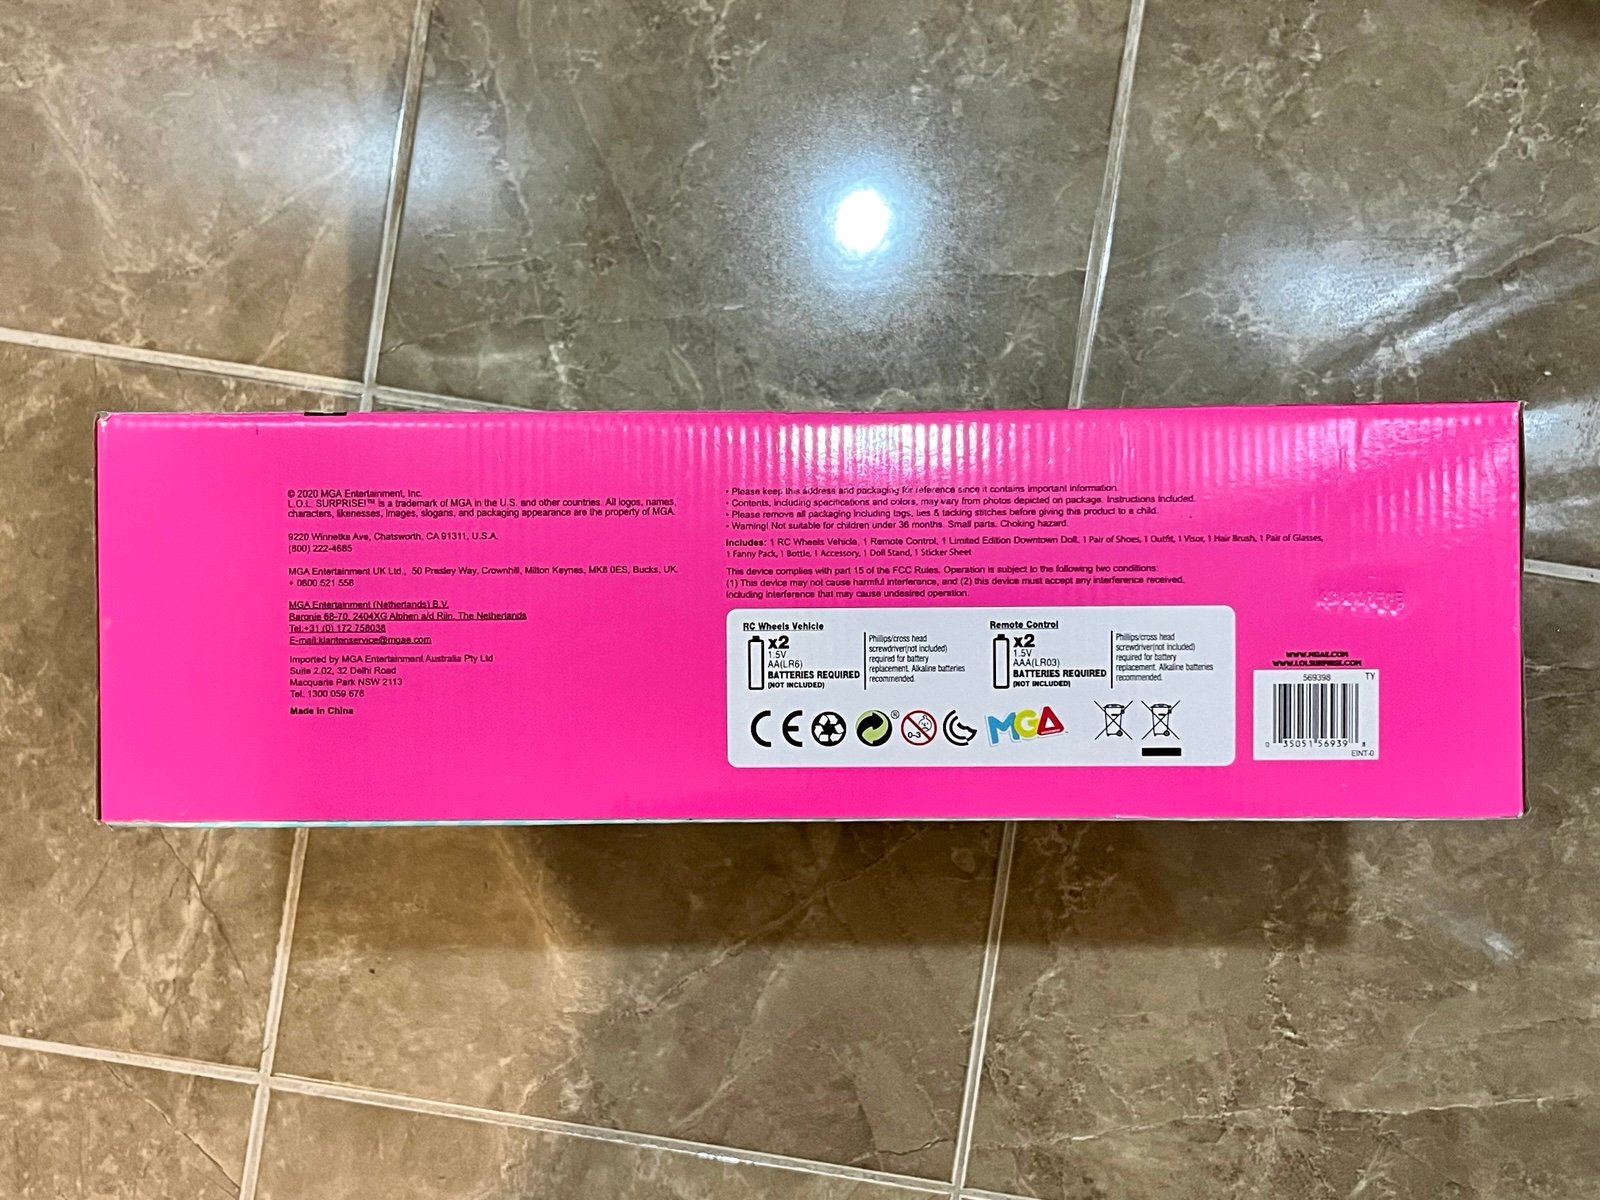 © 2020 MGA Entertainment, Inc.
L.O.L. SURPRISE!™ is a trademark of MGA in the U.S. and other countries. All logos, names,
characters, likenesses, images, slogans, and packaging appearance are the property of MGA.
9220 Winnetka Ave, Chatsworth, CA 91311, U.S.A.
(800) 222-4685
MGA Entertainment UK Ltd., 50 Presley Way, Crownhill, Milton Keynes, MK8 0ES, Bucks, UK.
+ 0800 521 558
MGA Entertainment (Netherlands) B.V.
Baronie 68-70, 2404XG Alphen a/d Rijn, The Netherlands
Tel:+31 (0) 172 758038
E-mail:klantenservice@mgae.com
Imported by MGA Entertainment Australia Pty Ltd
Suite 2.02, 32 Delhi Road
Macquarie Park NSW 2113
Tel: 1300 059 676
Made in China
• Please keep this address and packaging for reference since it contains important information.
• Contents, including specifications and colors, may vary from photos depicted on package. Instructions included.
• Please remove all packaging including tags, ties & tacking stitches before giving this product to a child.
• Warning! Not suitable for children under 36 months. Small parts. Choking hazard.
Includes: 1 RC Wheels Vehicle, 1 Remote Control, 1 Limited Edition Downtown Doll, 1 Pair of Shoes, 1 Outfit, 1 Visor, 1 Hair Brush, 1 Pair of Glasses,
1 Fanny Pack, 1 Bottle, 1 Accessory, 1 Doll Stand, 1 Sticker Sheet
This device complies with part 15 of the FCC Rules. Operation is subject to the following two conditions:
(1) This device may not cause harmful interference, and (2) this device must accept any interference received,
including interference that may cause undesired operation.
RC Wheels Vehicle
x2
1.5V
AA(LR6)
BATTERIES REQUIRED
(NOT INCLUDED)
Phillips/cross head
screwdriver(not included)
required for battery
replacement. Alkaline batteries
recommended.
Remote Control
x2
1.5V
AAA(LR03)
BATTERIES REQUIRED
(NOT INCLUDED)
Phillips/cross head
screwdriver(not included)
required for battery
replacement. Alkaline batteries
recommended.
CE
®
0-3
MGA
WWW.MGAE.COM
WWW.LOLSURPRISE.COM
569398 TY
0 35051 56939 8
EINT-0